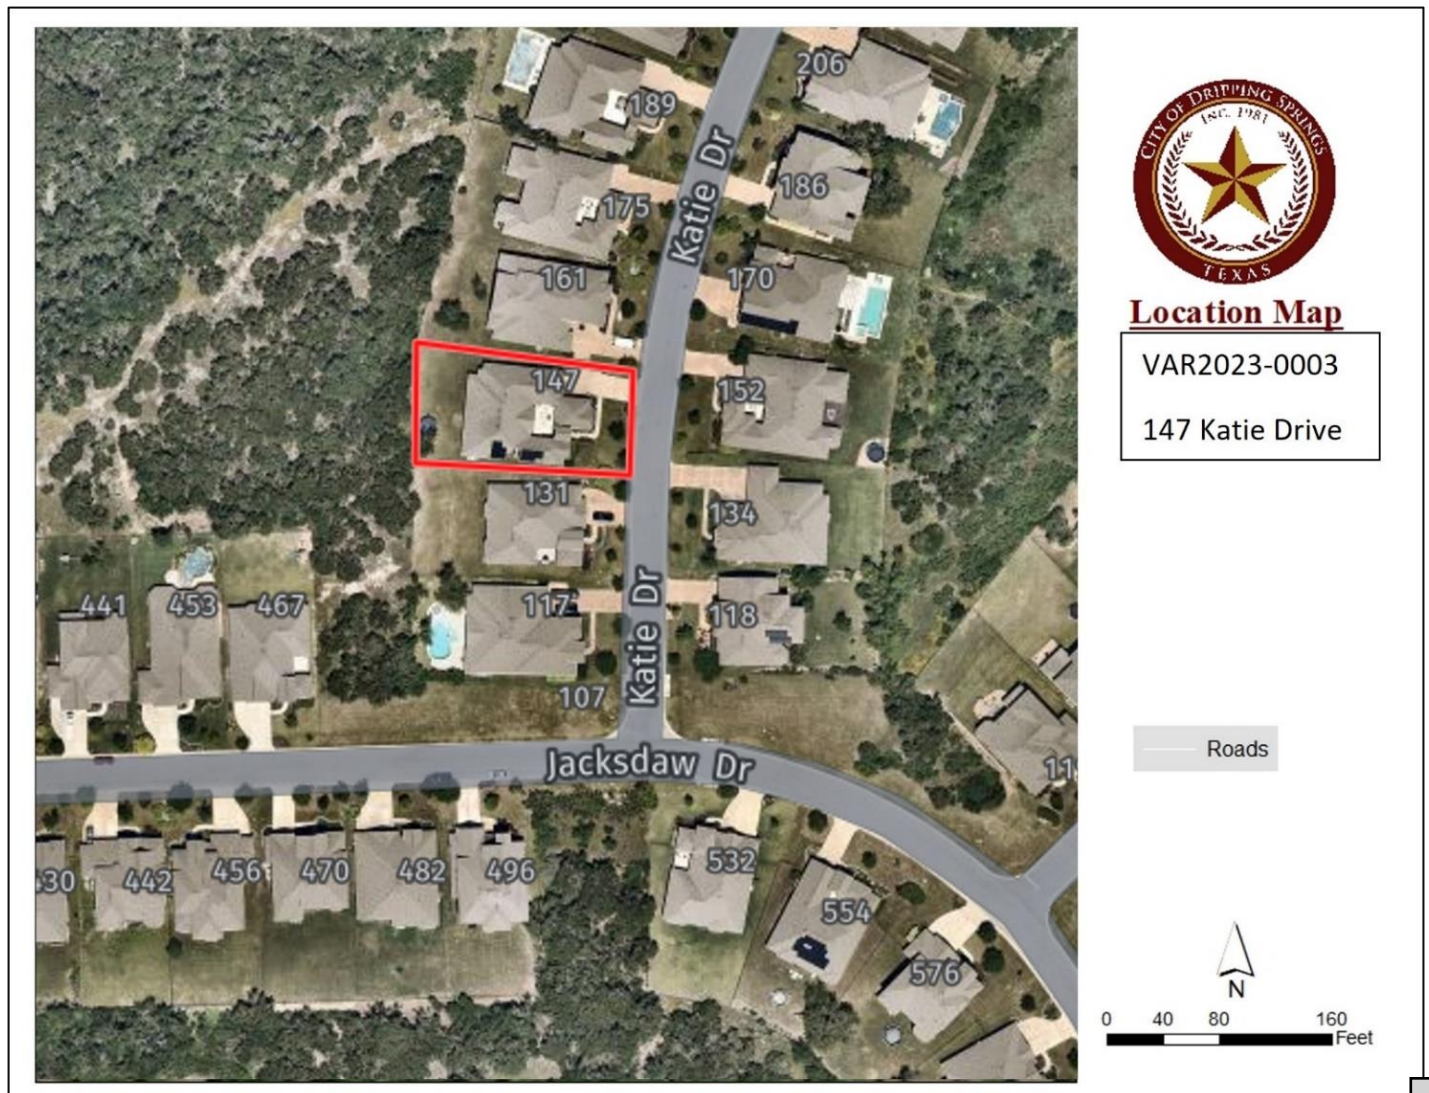 206
189
Katie Dr
186
175
161
170
147
152
131
134
441
453
467
117
118
Katie Dr
107
Jacksdaw Dr
11
430
442
456
470
482
496
532
554
576
CITY OF DRIPPING SPRINGS
INC. 1981
TEXAS
Location Map
VAR2023-0003
147 Katie Drive
Roads
N
0 40 80 160
Feet